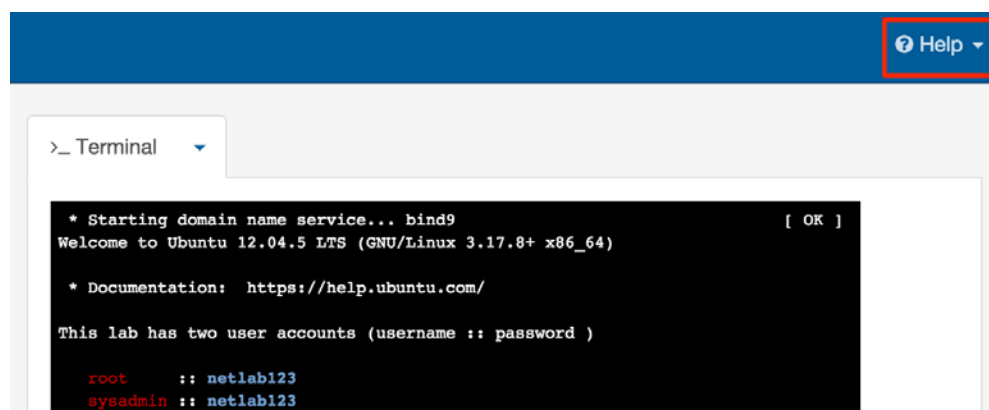 Help
>_ Terminal
* Starting domain name service... bind9 [ OK ]
Welcome to Ubuntu 12.04.5 LTS (GNU/Linux 3.17.8+ x86_64)
* Documentation: https://help.ubuntu.com/
This lab has two user accounts (username :: password )
root :: netlab123
sysadmin :: netlab123